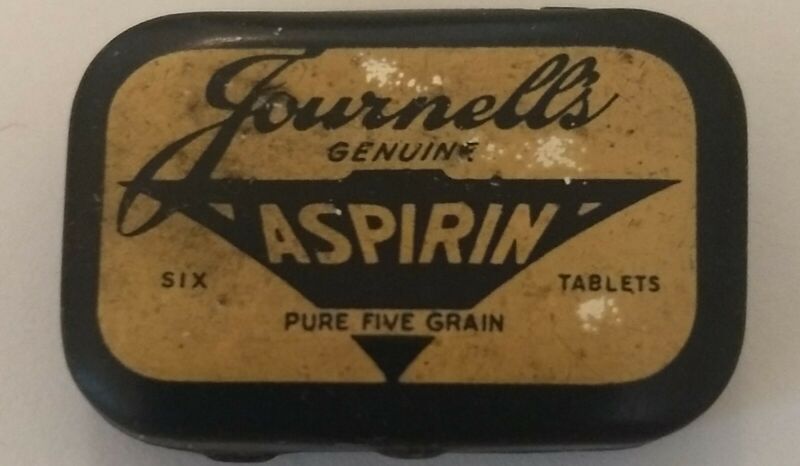 Journell's
GENUINE
ASPIRIN
SIX TABLETS
PURE FIVE GRAIN